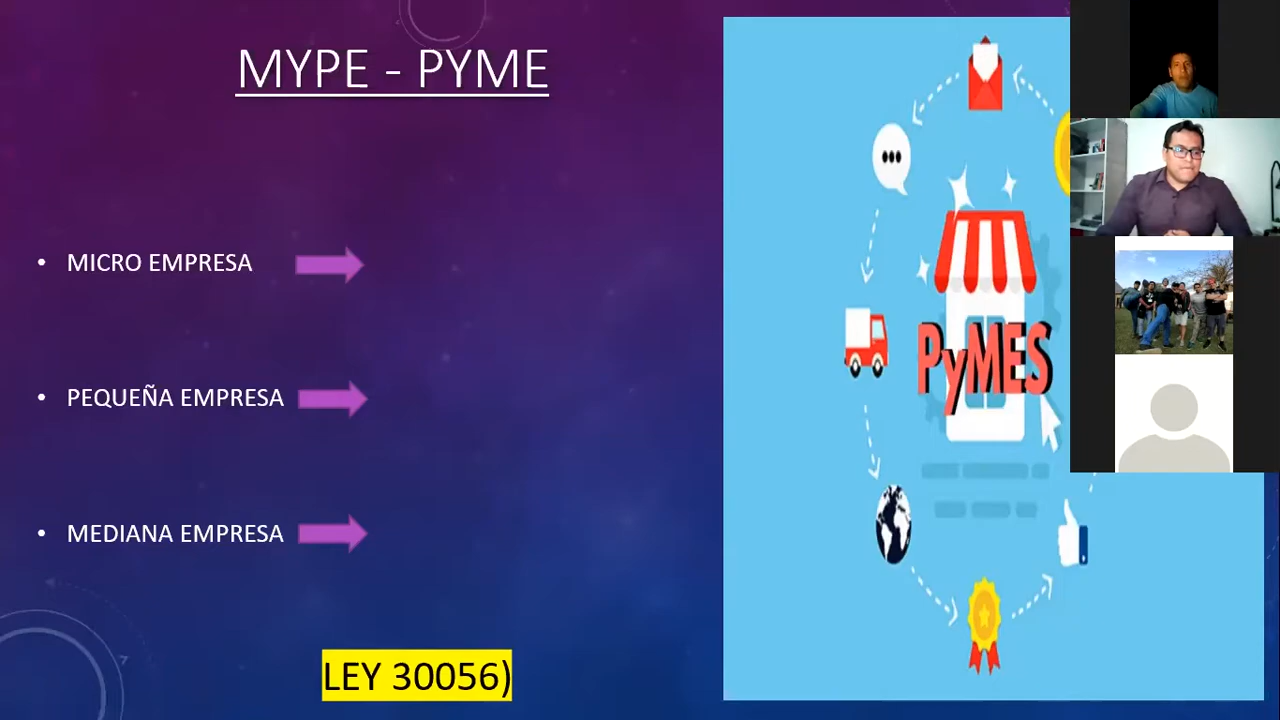 MYPE - PYME
• MICRO EMPRESA
• PEQUEÑA EMPRESA
• MEDIANA EMPRESA
LEY 30056)
PyMES